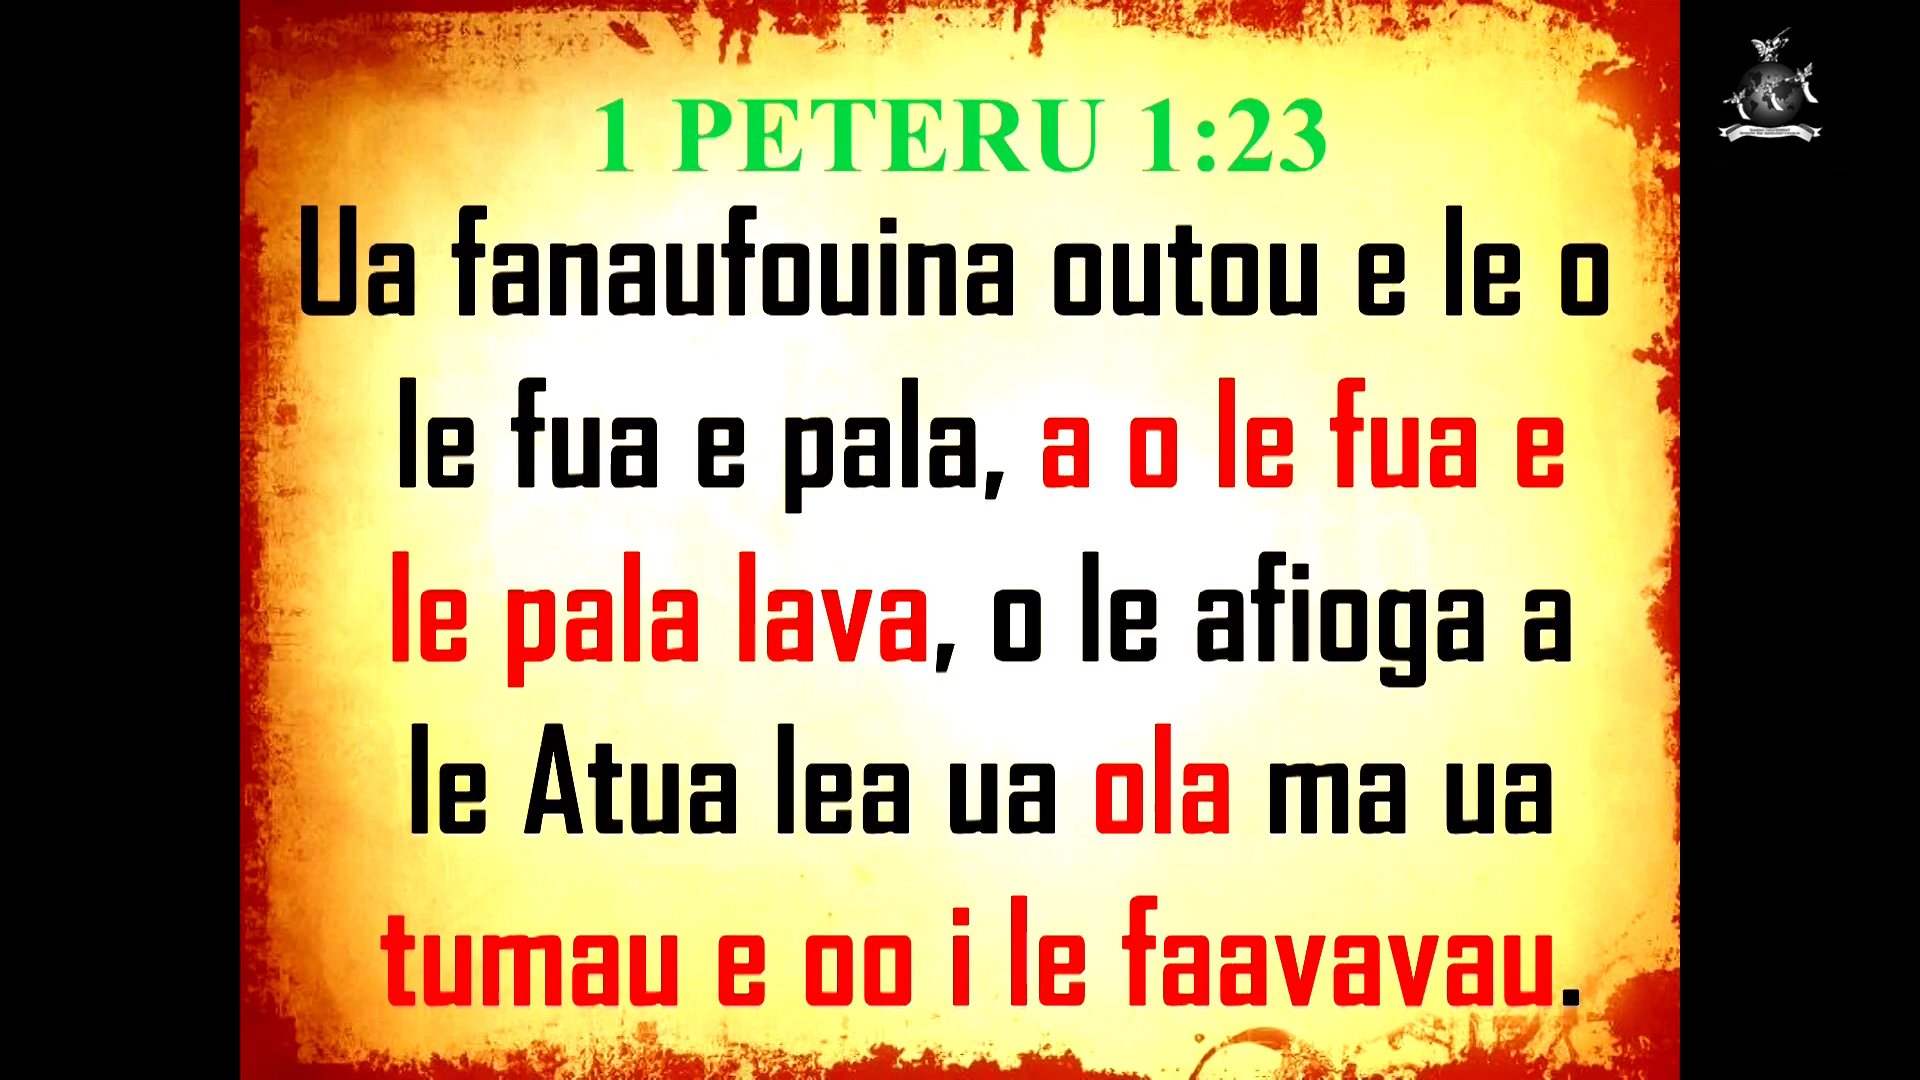 1 PETERU 1:23
Ua fanaufouina outou e le o
le fua e pala, a o le fua e
le pala lava, o le afioga a
le Atua lea ua ola ma ua
tumau e oo i le faavavau.